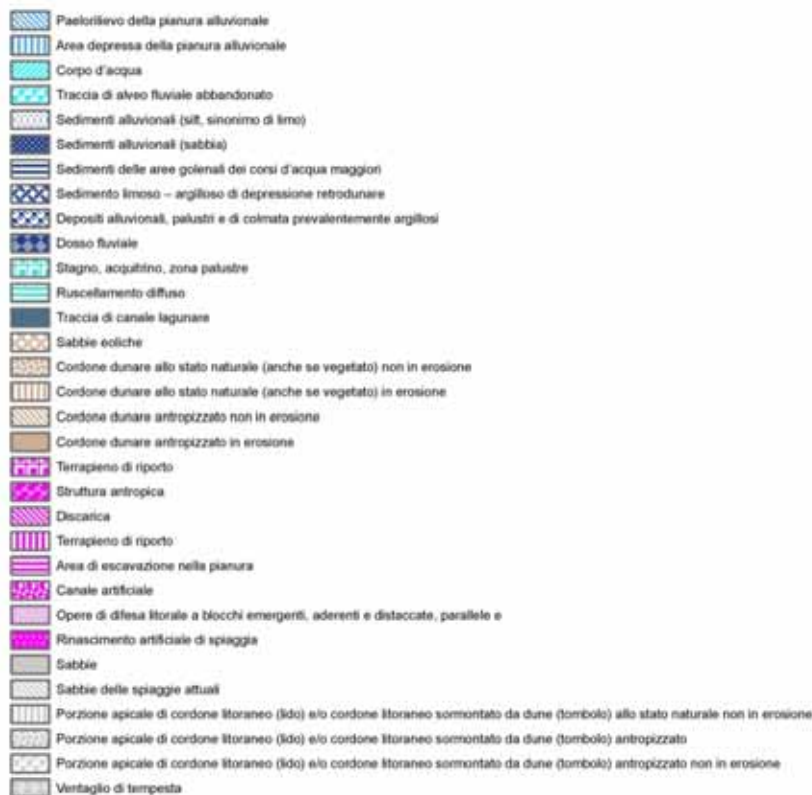 Paelorilievo della pianura alluvionale
Area depressa della pianura alluvionale
Corpo d'acqua
Traccia di alveo fluviale abbandonato
Sedimenti alluvionali (silt, sinonimo di limo)
Sedimenti alluvionali (sabbia)
Sedimenti delle aree golenali dei corsi d'acqua maggiori
Sedimento limoso – argilloso di depressione retrodunare
Depositi alluvionali, palustri e di colmata prevalentemente argillosi
Dosso fluviale
Stagno, acquitrino, zona palustre
Ruscellamento diffuso
Traccia di canale lagunare
Sabbie eoliche
Cordone dunare allo stato naturale (anche se vegetato) non in erosione
Cordone dunare allo stato naturale (anche se vegetato) in erosione
Cordone dunare antropizzato non in erosione
Cordone dunare antropizzato in erosione
Terrapieno di riporto
Struttura antropica
Discarica
Terrapieno di riporto
Area di escavazione nella pianura
Canale artificiale
Opere di difesa litorale a blocchi emergenti, aderenti e distaccate, parallele e
Rinascimento artificiale di spiaggia
Sabbie
Sabbie delle spiaggie attuali
Porzione apicale di cordone litoraneo (lido) e/o cordone litoraneo sormontato da dune (tombolo) allo stato naturale non in erosione
Porzione apicale di cordone litoraneo (lido) e/o cordone litoraneo sormontato da dune (tombolo) antropizzato
Porzione apicale di cordone litoraneo (lido) e/o cordone litoraneo sormontato da dune (tombolo) antropizzato non in erosione
Ventaglio di tempesta